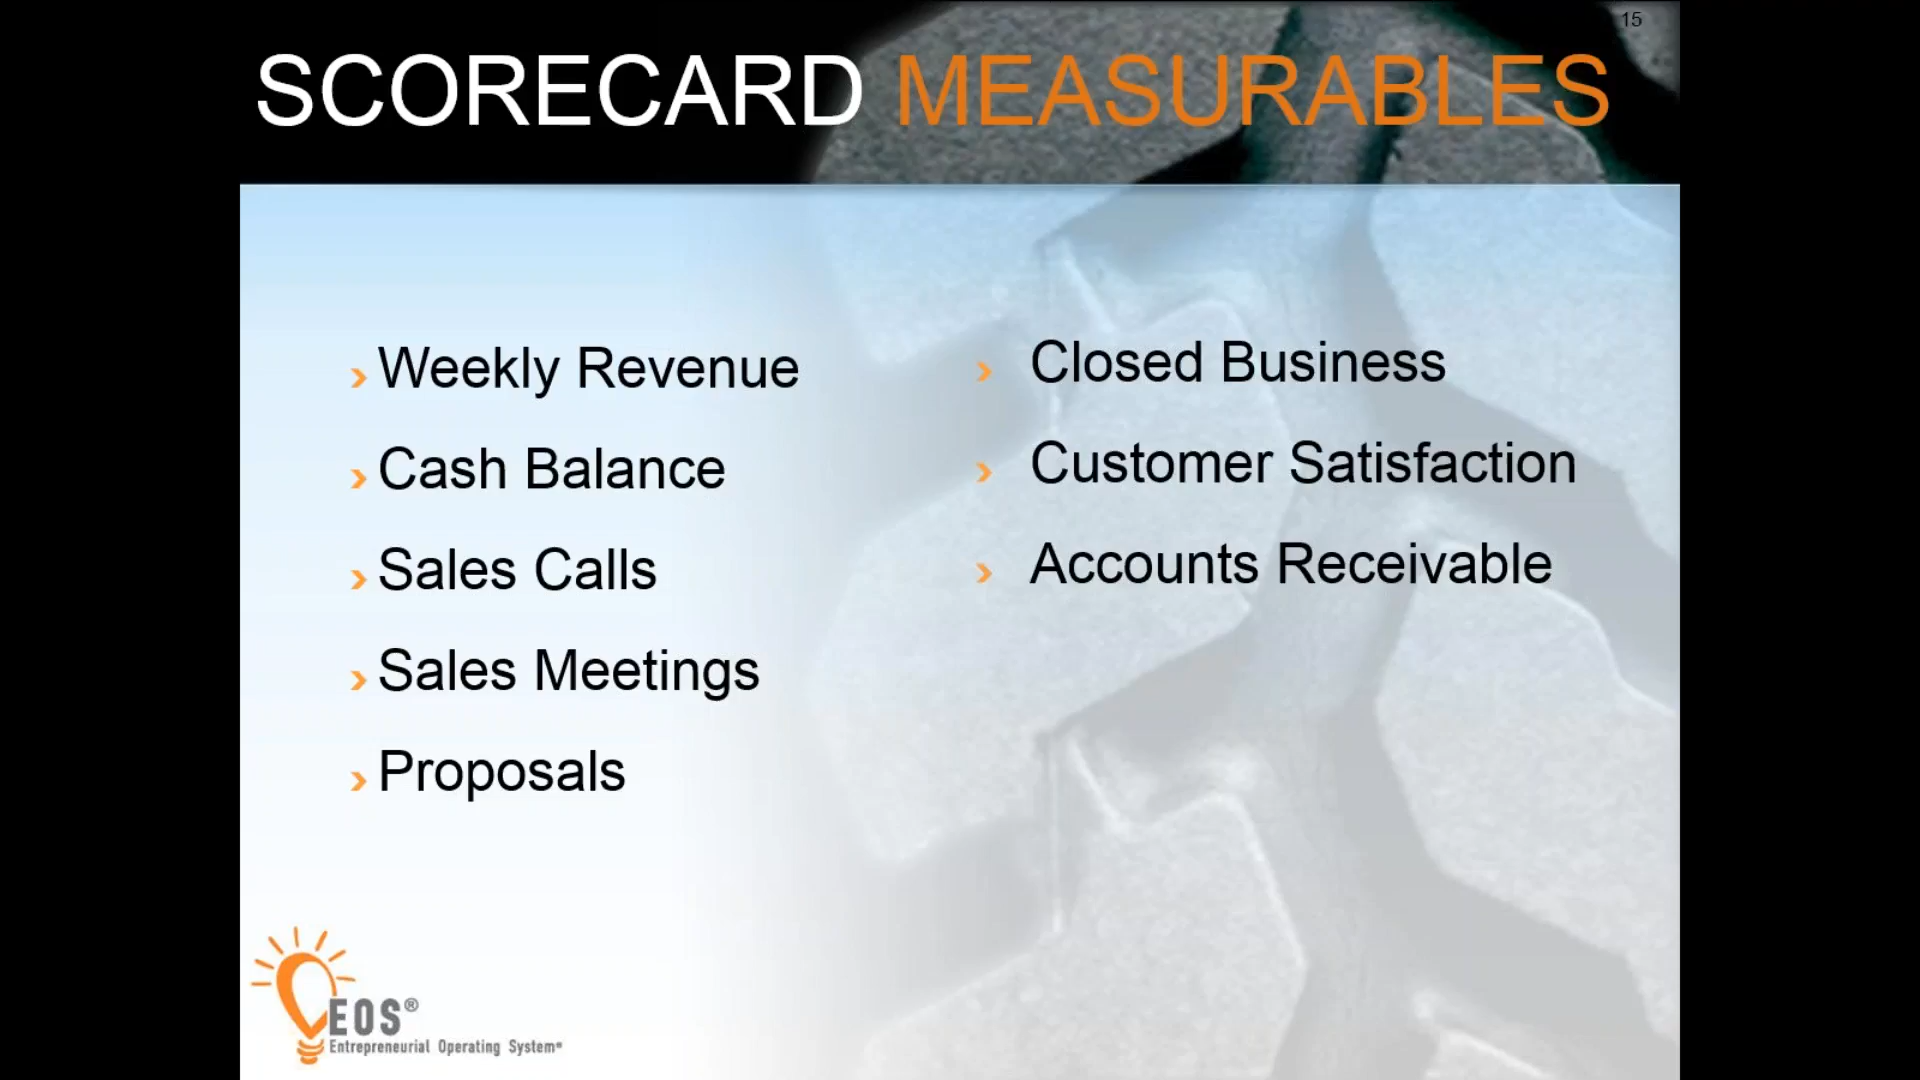 15
SCORECARD MEASURABLES
Weekly Revenue
Cash Balance
Sales Calls
Sales Meetings
Proposals
Closed Business
Customer Satisfaction
Accounts Receivable
EOS®
Entrepreneurial Operating System®